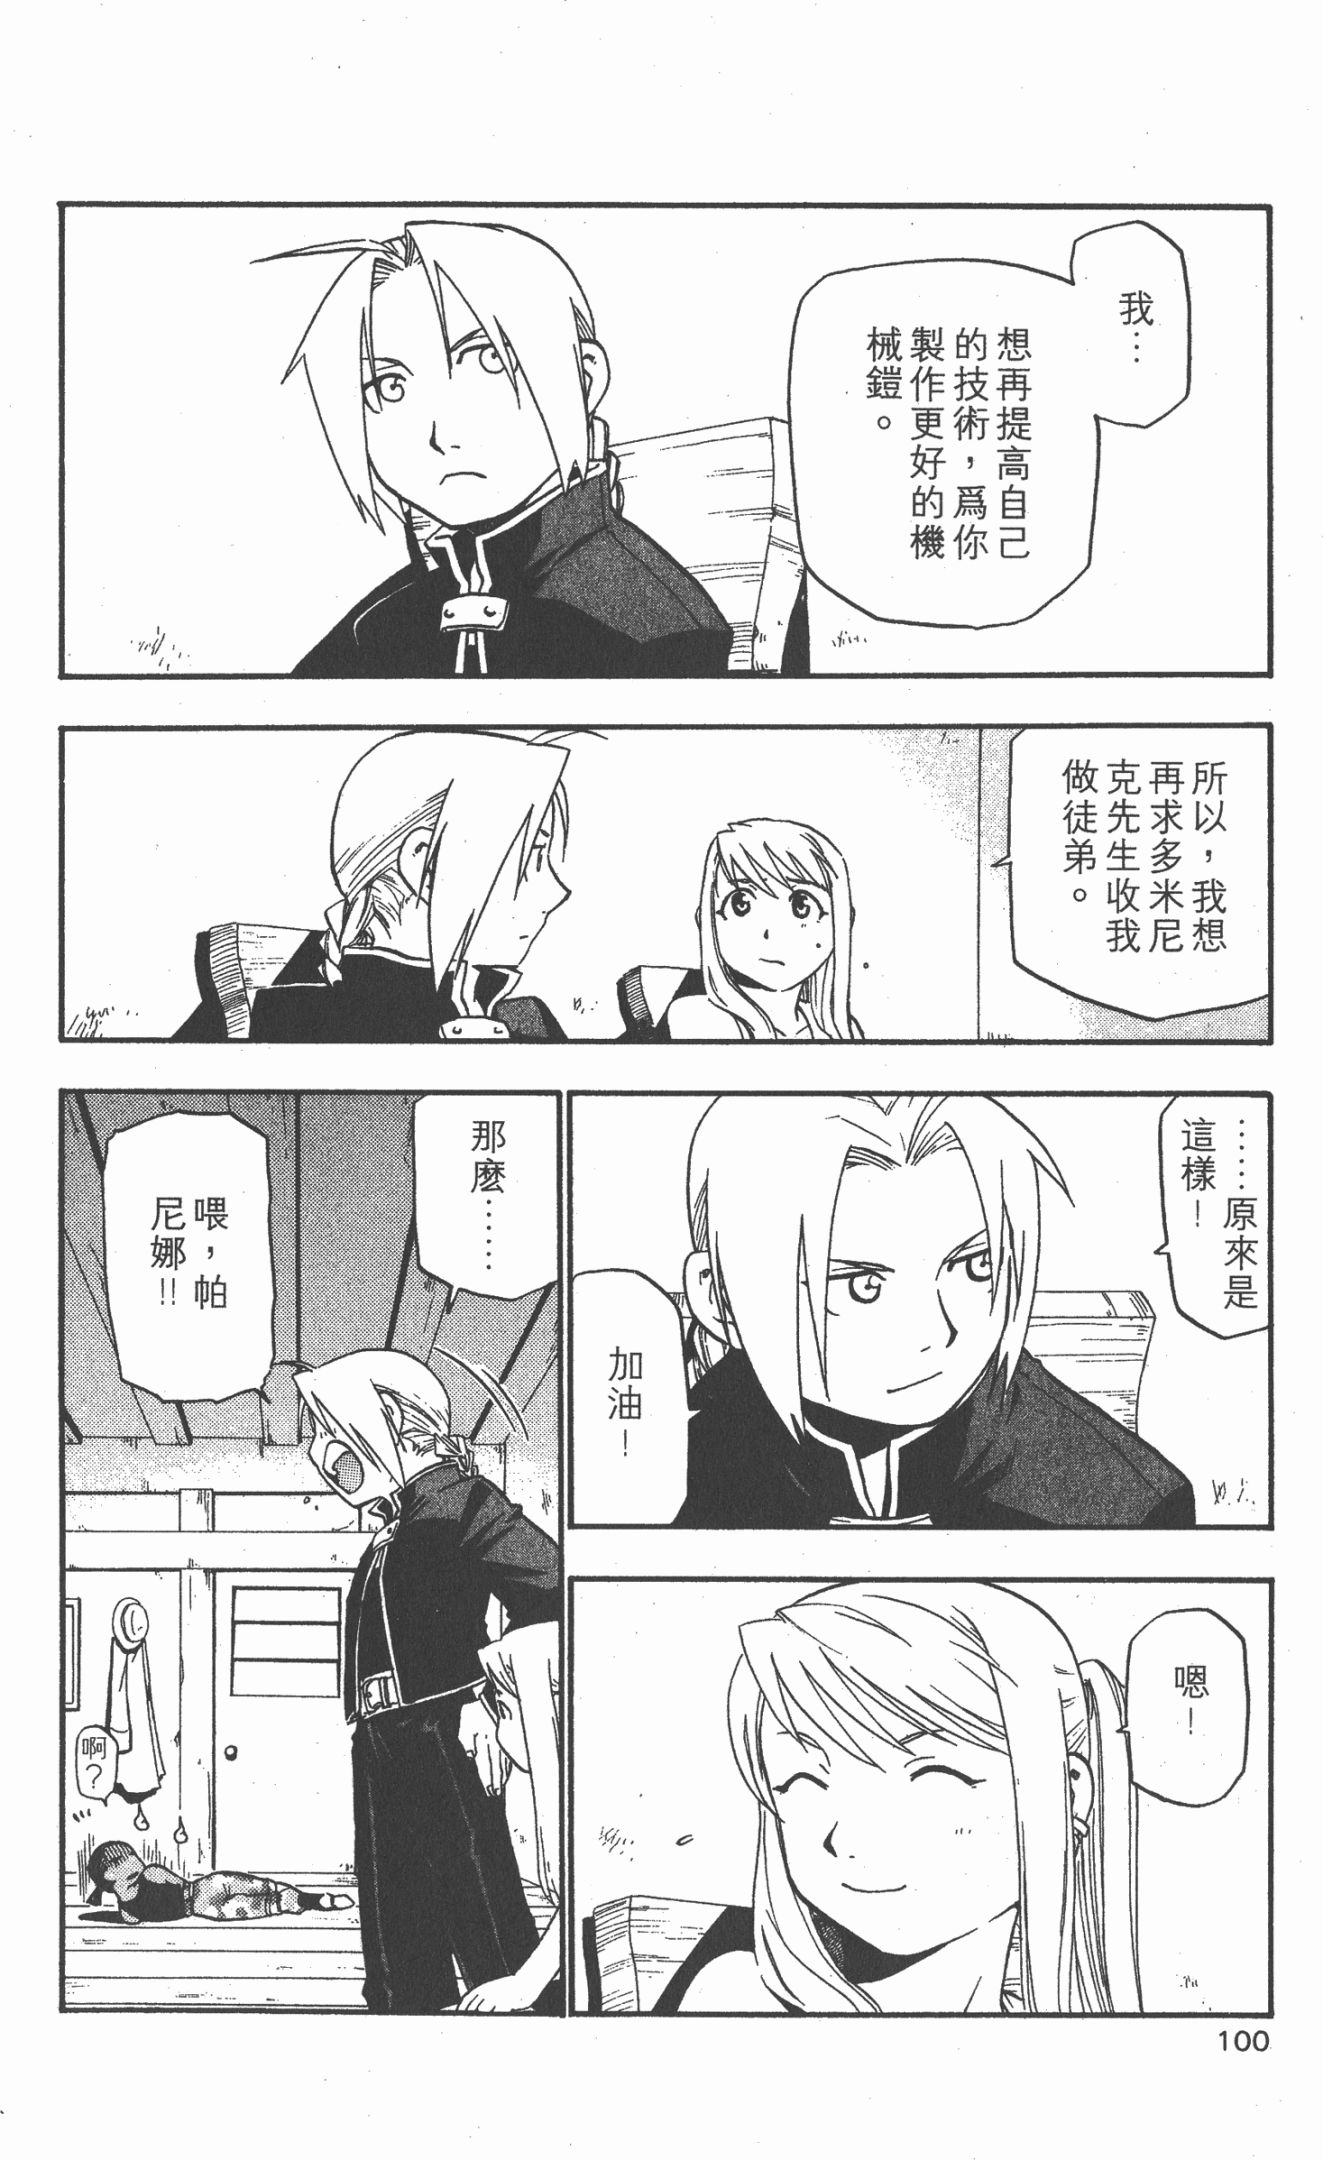 我…
想再提高自己
的技術，爲你
製作更好的機
械鎧。
所以，我想
再求多米尼
克先生收我
做徒弟。
……原來是
這樣！
加油！
嗯！
那麼……
喂，帕
尼娜!!
啊？
100